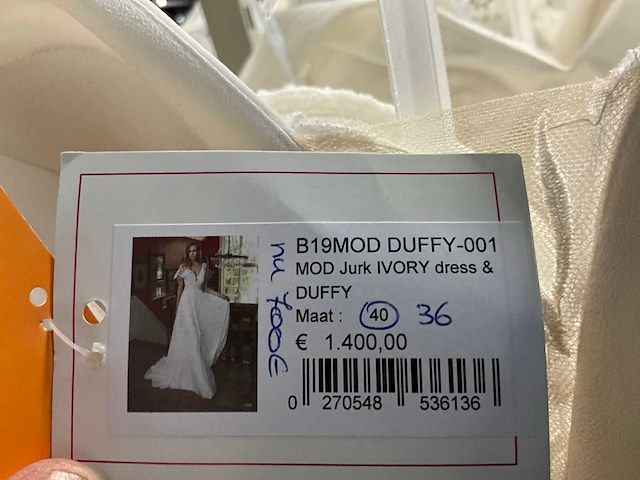 B19MOD DUFFY-001
MOD Jurk IVORY dress &
DUFFY
Maat : 40 36
€ 1.400,00
0 270548 536136
nu 700€